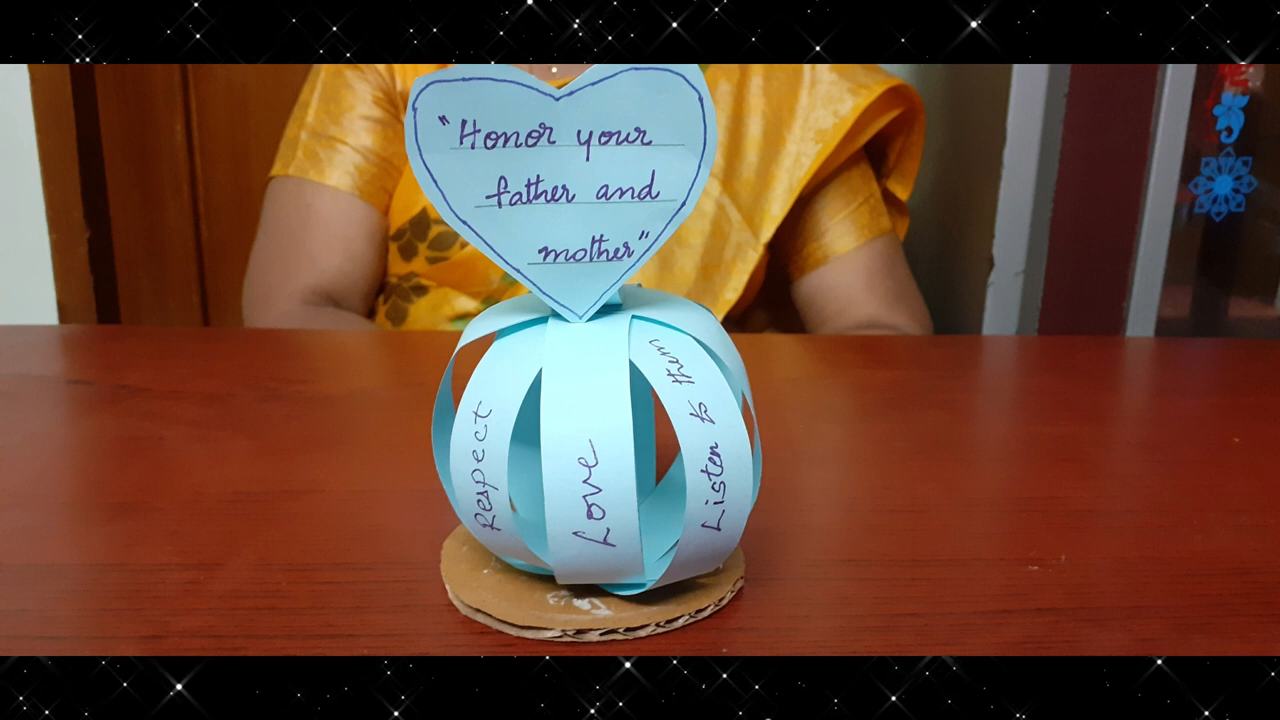 "Honor your
father and
mother"
Respect
Love
Listen to them